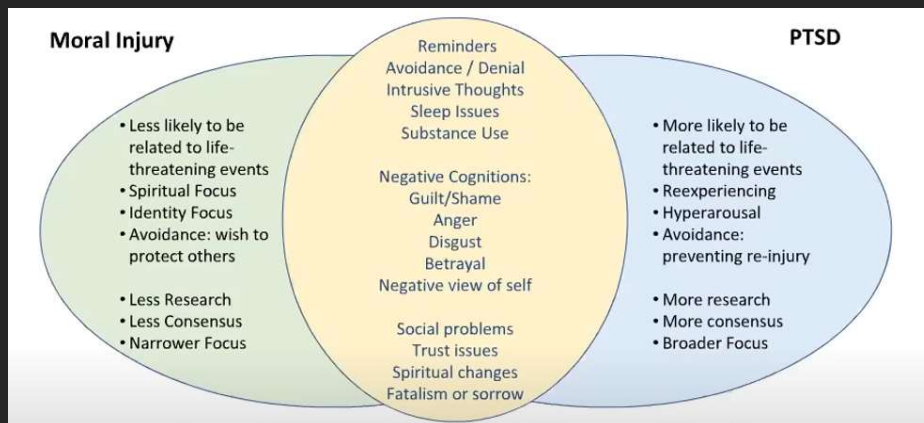 Moral Injury
• Less likely to be
related to life-
threatening events
• Spiritual Focus
• Identity Focus
• Avoidance: wish to
protect others
• Less Research
• Less Consensus
• Narrower Focus
Reminders
Avoidance / Denial
Intrusive Thoughts
Sleep Issues
Substance Use
Negative Cognitions:
Guilt/Shame
Anger
Disgust
Betrayal
Negative view of self
Social problems
Trust issues
Spiritual changes
Fatalism or sorrow
PTSD
• More likely to be
related to life-
threatening events
• Reexperiencing
• Hyperarousal
• Avoidance:
preventing re-injury
• More research
• More consensus
• Broader Focus